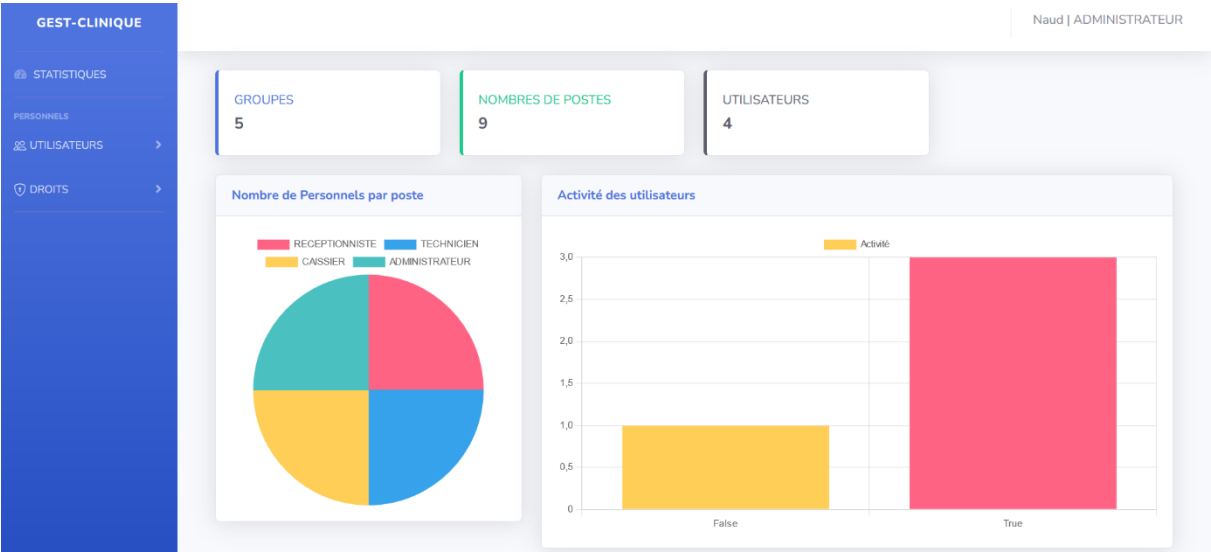 GEST-CLINIQUE
Naud | ADMINISTRATEUR
STATISTIQUES
PERSONNELS
UTILISATEURS
DROITS
GROUPES
5
NOMBRES DE POSTES
9
UTILISATEURS
4
Nombre de Personnels par poste
RECEPTIONNISTE TECHNICIEN
CAISSIER ADMINISTRATEUR
Activité des utilisateurs
Activité
3,0
2,5
2,0
1,5
1,0
0,5
0
False True